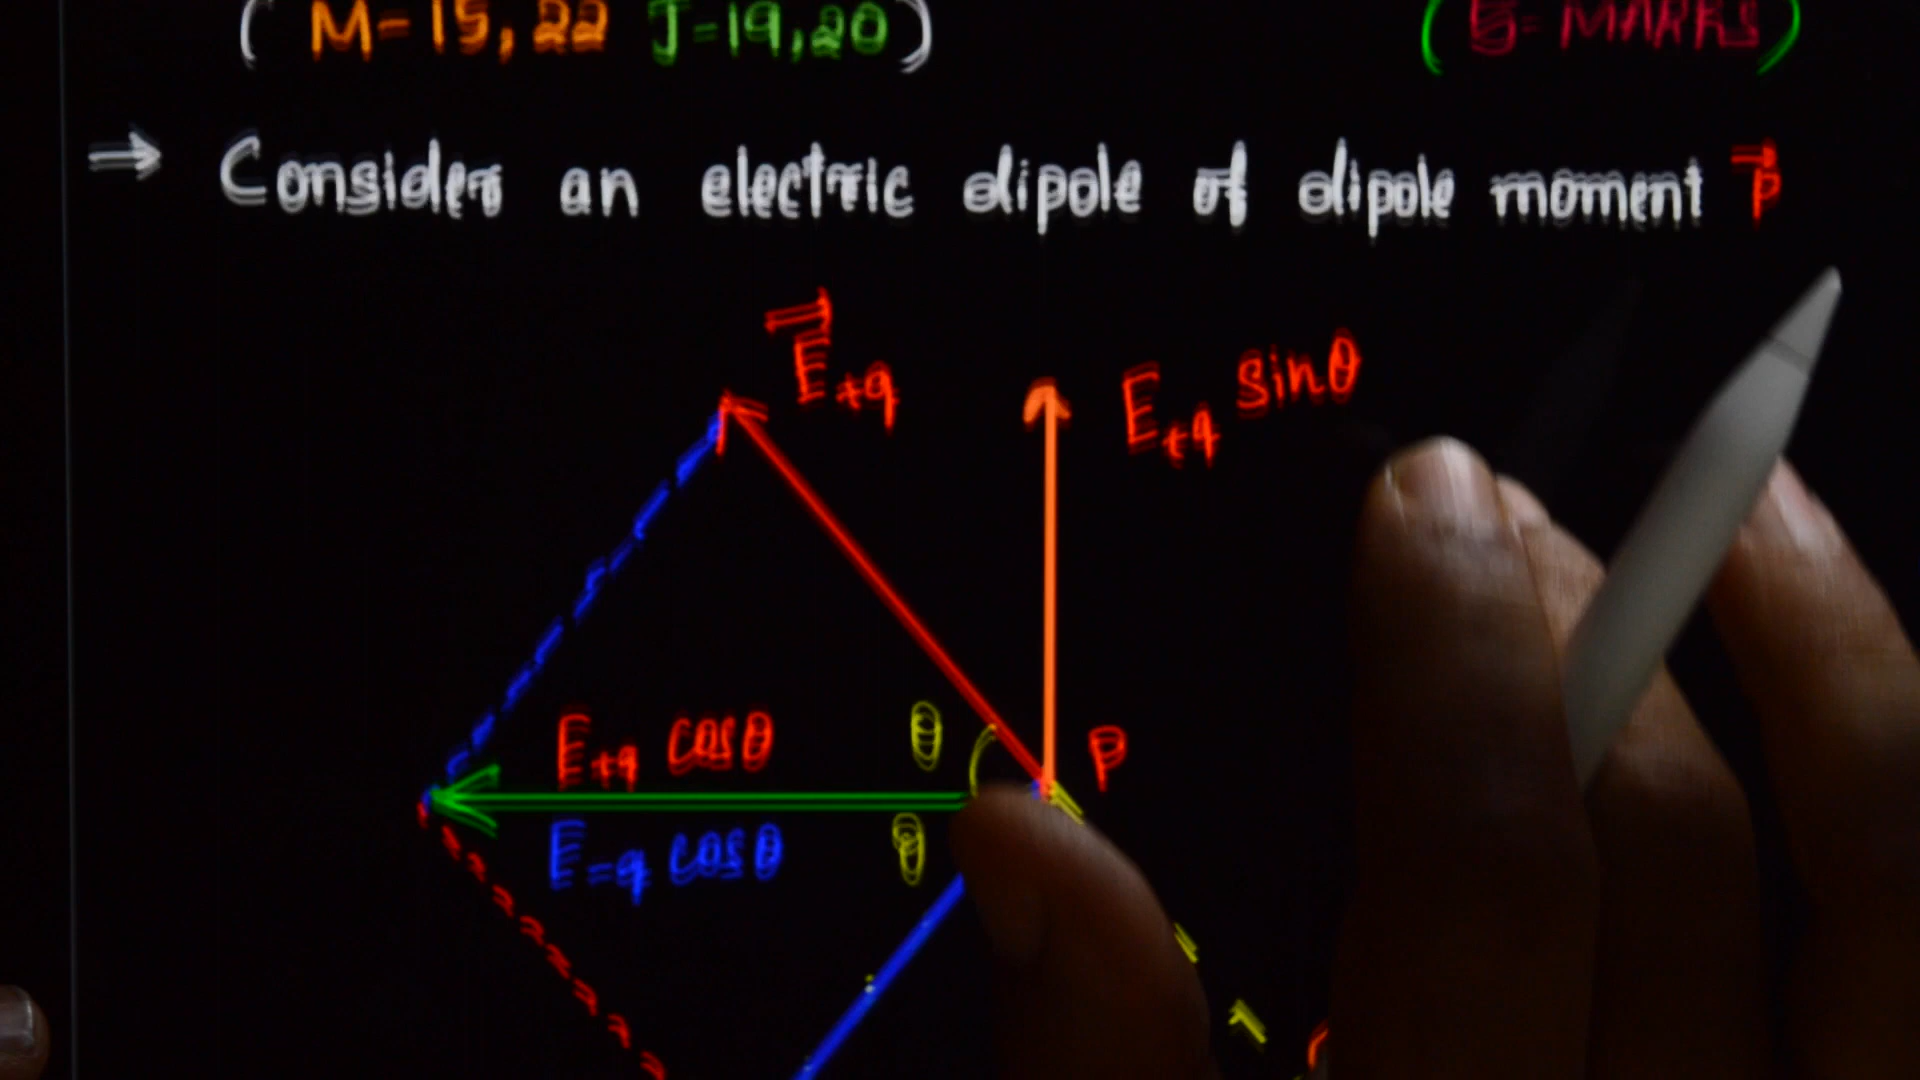 ( M-15, 22 J-19,20) (5-MARKS)
⇒ Consider an electric dipole of dipole moment P⃗
E⃗+q
E+q sinθ
E+q cosθ θ P
E-q cosθ θ